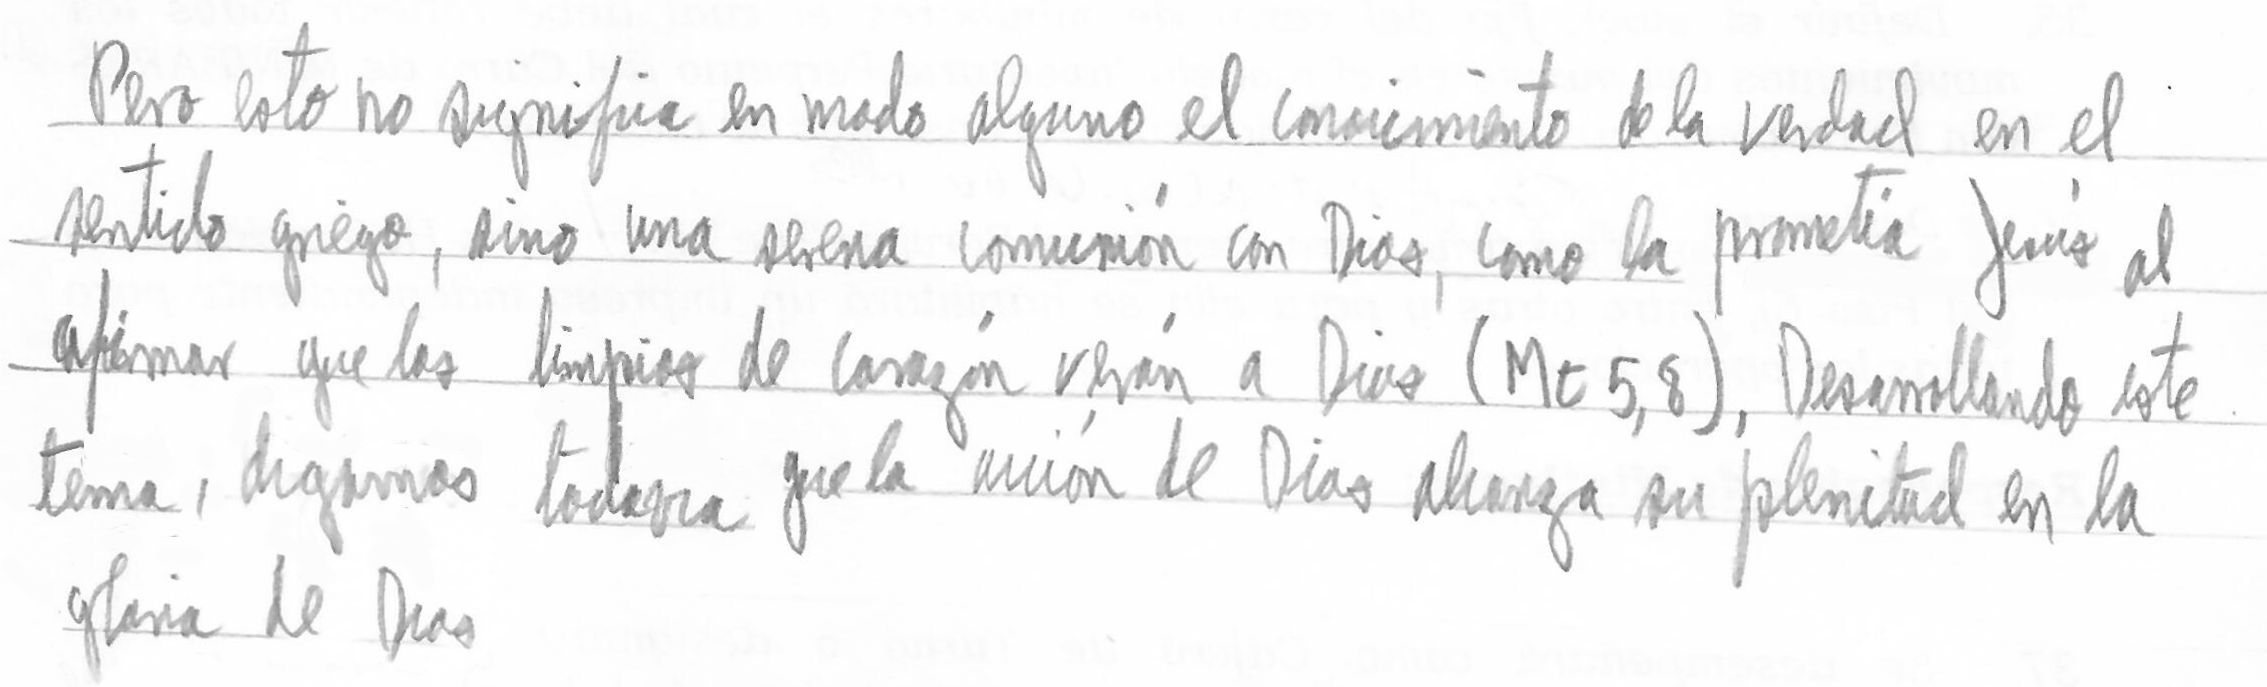 Pero esto no significa en modo alguno el conocimiento de la verdad en el
sentido griego, sino una serena comunión con Dios, como la prometía Jesús al
afirmar que los limpios de corazón verán a Dios (Mt 5,8), Desarrollando este
tema, digamos todavia que la acción de Dios alcanza su plenitud en la
gloria de Dios